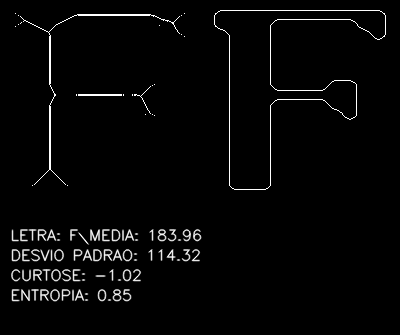 F F
LETRA: F\MEDIA: 183.96
DESVIO PADRAO: 114.32
CURTOSE: -1.02
ENTROPIA: 0.85